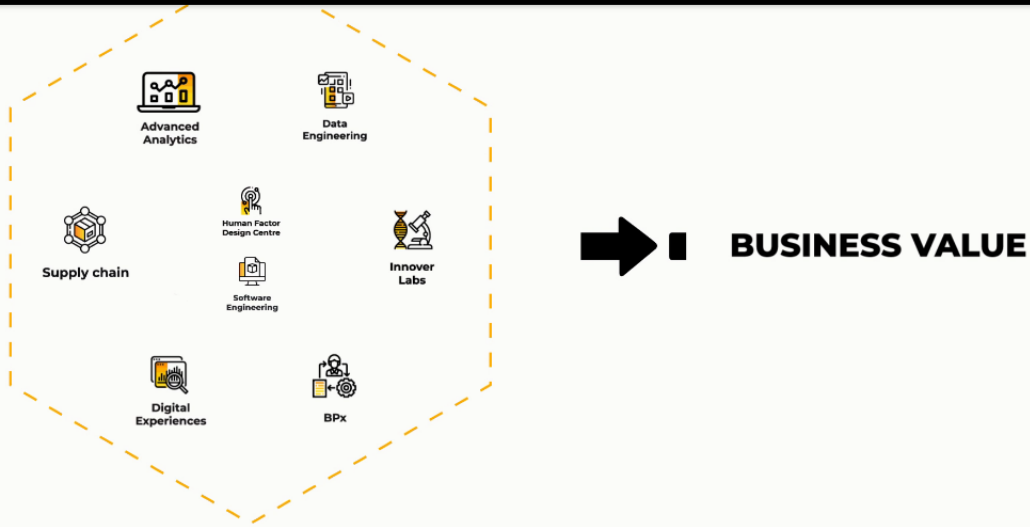 Advanced
Analytics
Data
Engineering
Human Factor
Design Centre
Supply chain
Innover
Labs
Software
Engineering
Digital
Experiences
BPx
BUSINESS VALUE